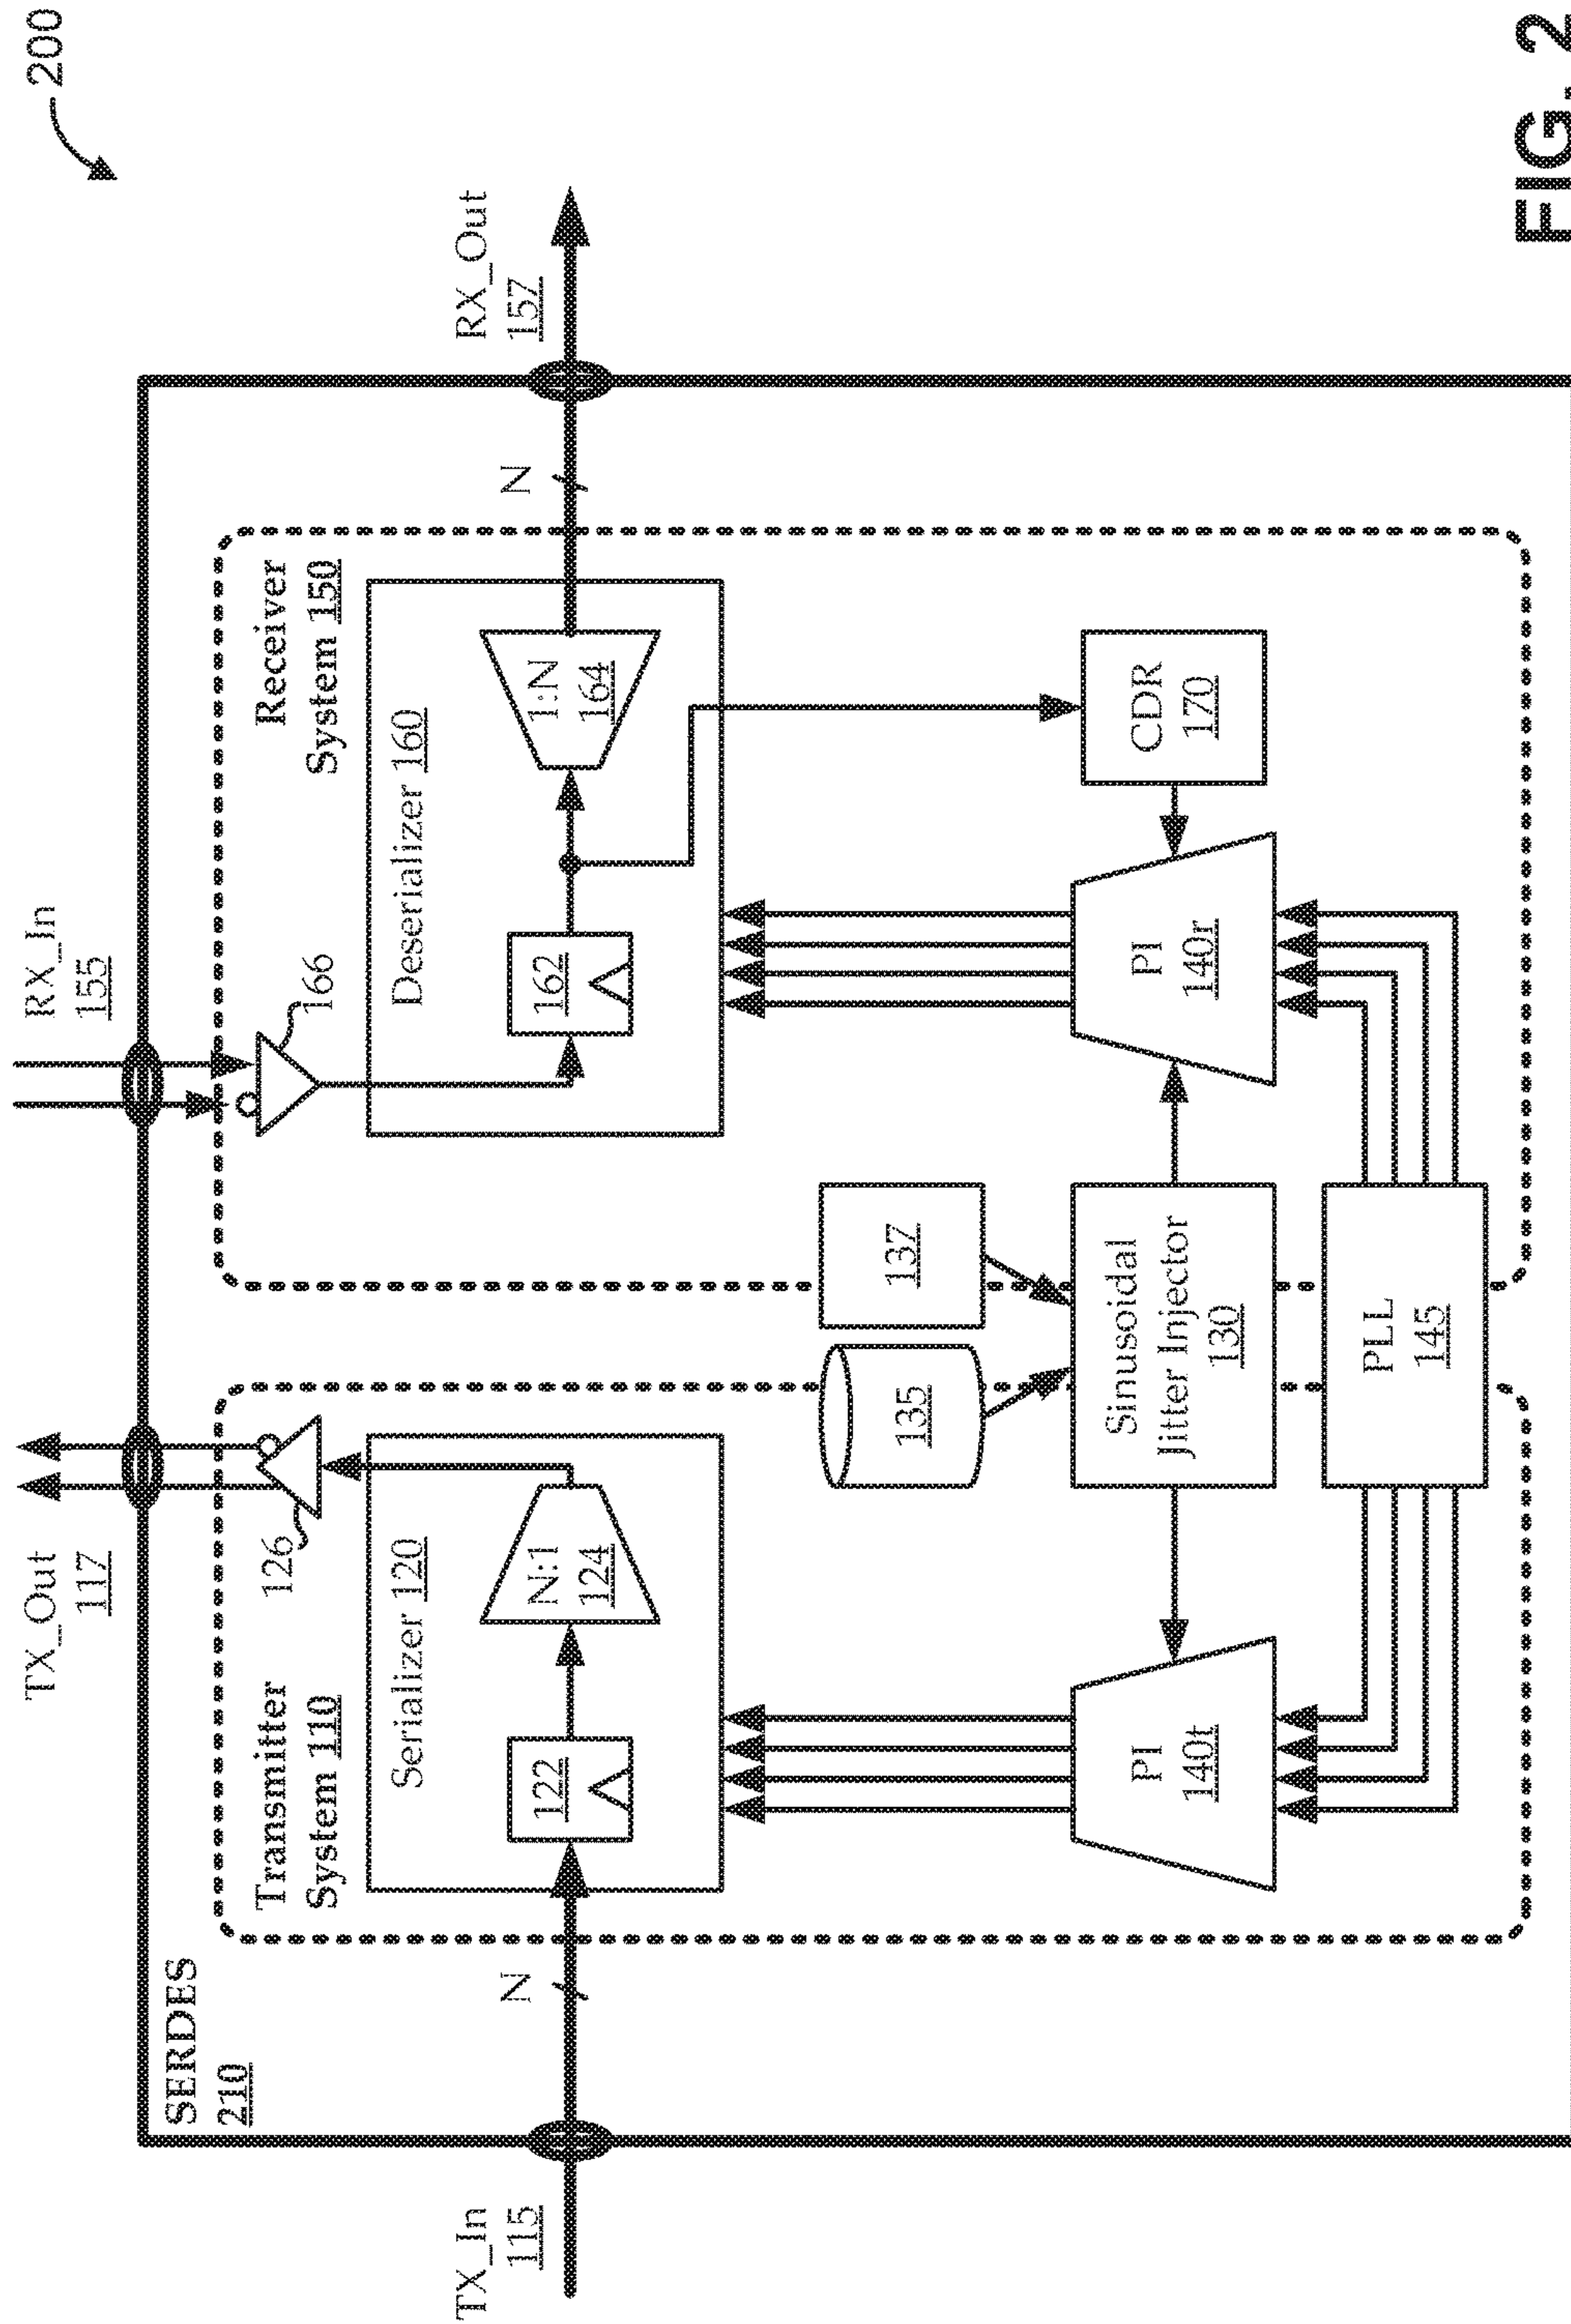 200
TX_Out
117
RX_In
155
SERDES
210
Transmitter
System 110
126
166
Receiver
System 150
Serializer 120
Deserializer 160
TX_In
115
N
122
N:1
124
162
1:N
164
N
RX_Out
157
135
137
PI
140t
Sinusoidal
Jitter Injector
130
PI
140r
CDR
170
PLL
145
FIG. 2